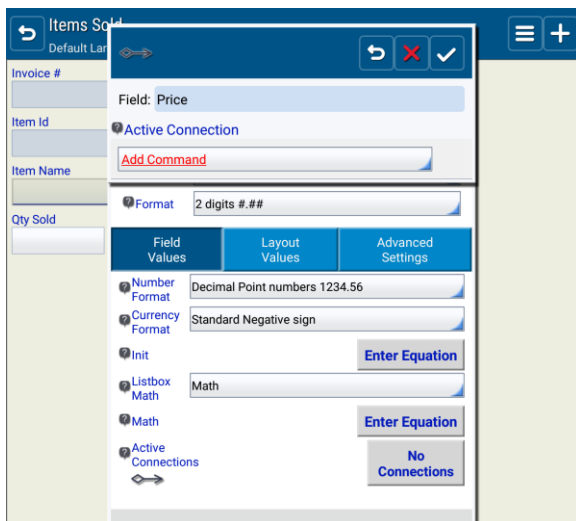 Items So
Default Lar
Invoice #
Item Id
Item Name
Qty Sold
Field: Price
Active Connection
Add Command
Format 2 digits #.##
Field Values
Layout Values
Advanced Settings
Number Format Decimal Point numbers 1234.56
Currency Format Standard Negative sign
Init Enter Equation
Listbox Math Math
Math Enter Equation
Active Connections No Connections